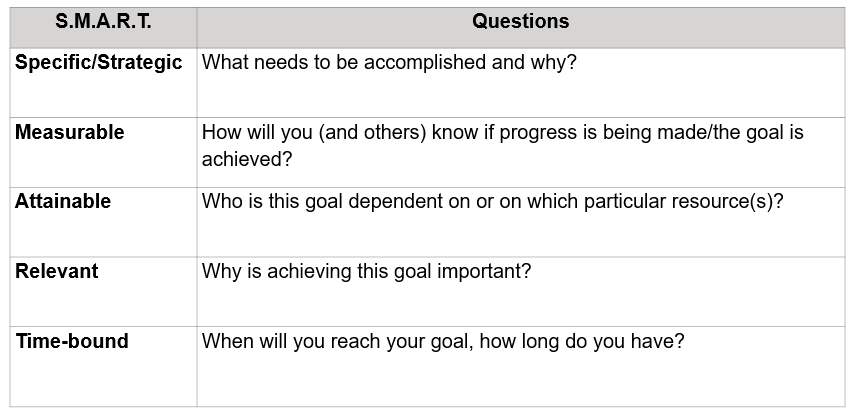 S.M.A.R.T. Questions
Specific/Strategic What needs to be accomplished and why?
Measurable How will you (and others) know if progress is being made/the goal is
achieved?
Attainable Who is this goal dependent on or on which particular resource(s)?
Relevant Why is achieving this goal important?
Time-bound When will you reach your goal, how long do you have?